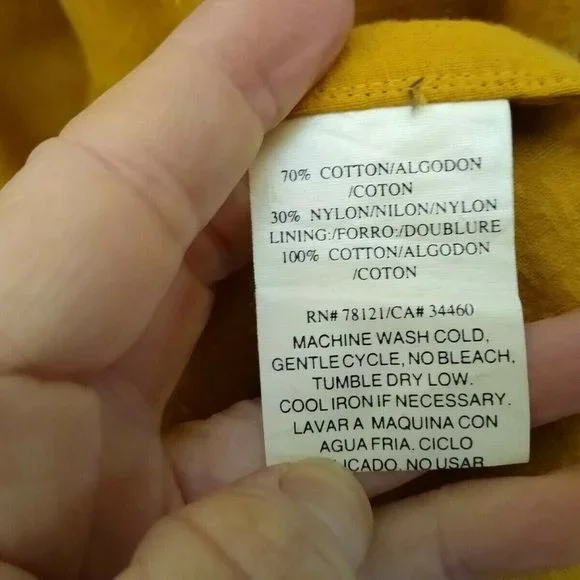 70% COTTON/ALGODON
/COTON
30% NYLON/NILON/NYLON
LINING:/FORRO:/DOUBLURE
100% COTTON/ALGODON
/COTON
RN# 78121/CA# 34460
MACHINE WASH COLD,
GENTLE CYCLE, NO BLEACH.
TUMBLE DRY LOW.
COOL IRON IF NECESSARY.
LAVAR A MAQUINA CON
AGUA FRIA. CICLO
NO USAR